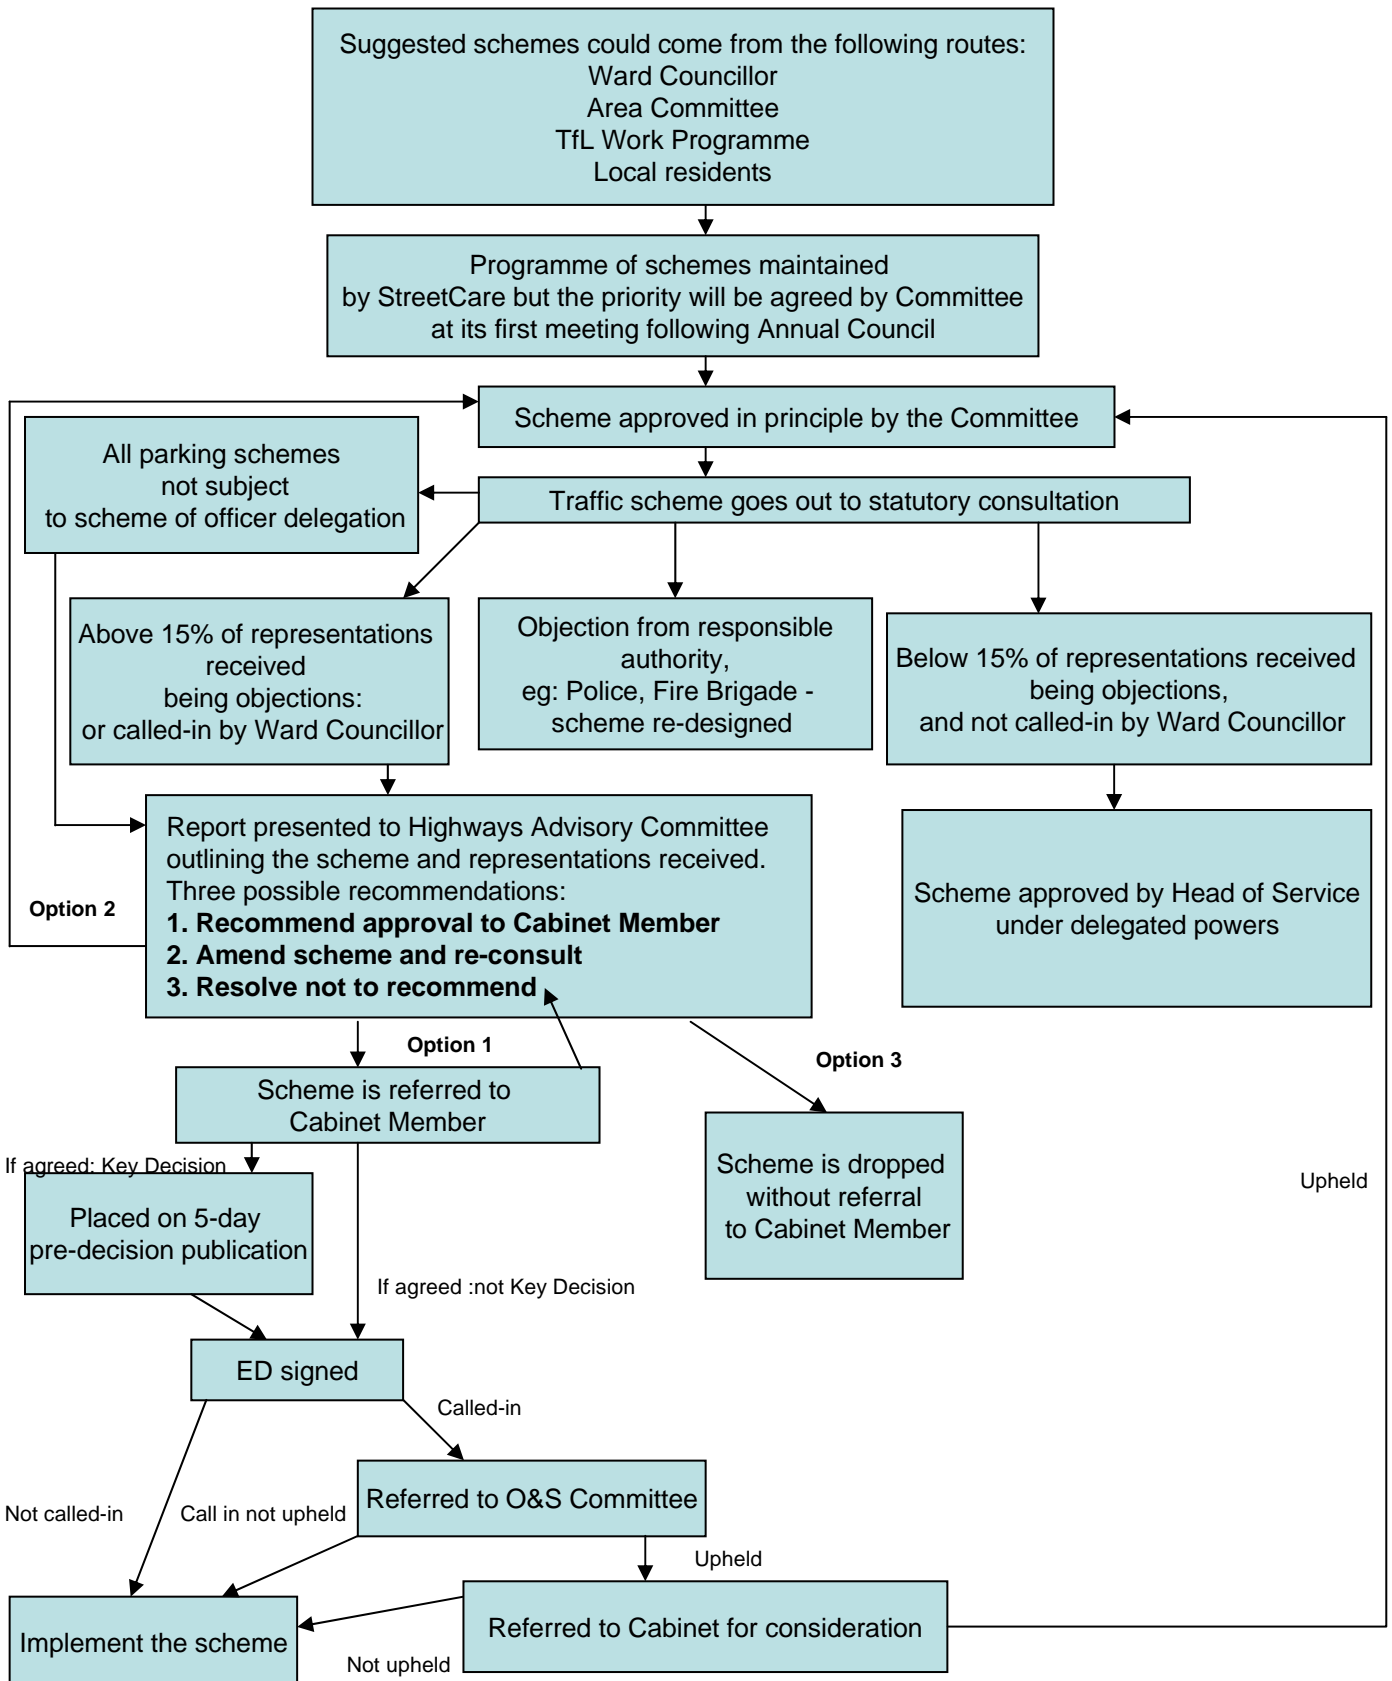 Suggested schemes could come from the following routes:
Ward Councillor
Area Committee
TfL Work Programme
Local residents
Programme of schemes maintained
by StreetCare but the priority will be agreed by Committee
at its first meeting following Annual Council
Scheme approved in principle by the Committee
All parking schemes
not subject
to scheme of officer delegation
Traffic scheme goes out to statutory consultation
Above 15% of representations
received
being objections:
or called-in by Ward Councillor
Objection from responsible
authority,
eg: Police, Fire Brigade -
scheme re-designed
Below 15% of representations received
being objections,
and not called-in by Ward Councillor
Report presented to Highways Advisory Committee
outlining the scheme and representations received.
Three possible recommendations:
1. Recommend approval to Cabinet Member
2. Amend scheme and re-consult
3. Resolve not to recommend
Option 2
Scheme approved by Head of Service
under delegated powers
Option 1
Option 3
Scheme is referred to
Cabinet Member
If agreed: Key Decision
Placed on 5-day
pre-decision publication
Scheme is dropped
without referral
to Cabinet Member
Upheld
If agreed :not Key Decision
ED signed
Called-in
Referred to O&S Committee
Not called-in
Call in not upheld
Upheld
Referred to Cabinet for consideration
Implement the scheme
Not upheld